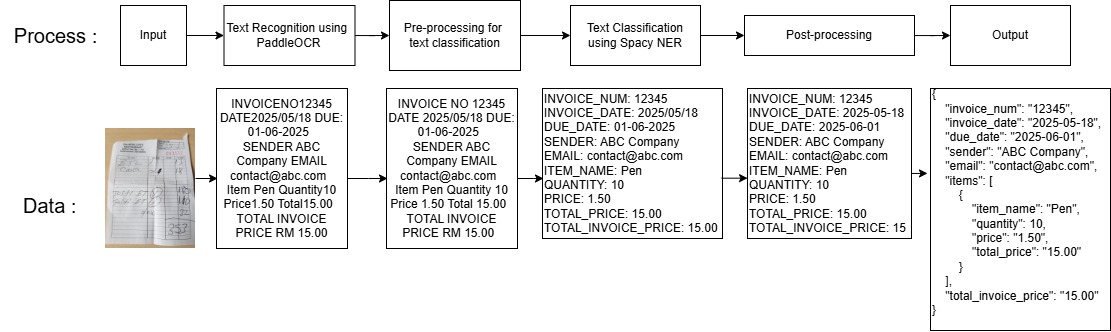 Process :
Input
Text Recognition using
PaddleOCR
Pre-processing for
text classification
Text Classification
using Spacy NER
Post-processing
Output
Data :
INVOICENO12345
DATE2025/05/18 DUE:
01-06-2025
SENDER ABC
Company EMAIL
contact@abc.com
Item Pen Quantity10
Price1.50 Total15.00
TOTAL INVOICE
PRICE RM 15.00
INVOICE NO 12345
DATE 2025/05/18 DUE:
01-06-2025
SENDER ABC
Company EMAIL
contact@abc.com
Item Pen Quantity 10
Price 1.50 Total 15.00
TOTAL INVOICE
PRICE RM 15.00
INVOICE_NUM: 12345
INVOICE_DATE: 2025/05/18
DUE_DATE: 01-06-2025
SENDER: ABC Company
EMAIL: contact@abc.com
ITEM_NAME: Pen
QUANTITY: 10
PRICE: 1.50
TOTAL_PRICE: 15.00
TOTAL_INVOICE_PRICE: 15.00
INVOICE_NUM: 12345
INVOICE_DATE: 2025-05-18
DUE_DATE: 2025-06-01
SENDER: ABC Company
EMAIL: contact@abc.com
ITEM_NAME: Pen
QUANTITY: 10
PRICE: 1.50
TOTAL_PRICE: 15.00
TOTAL_INVOICE_PRICE: 15
{
"invoice_num": "12345",
"invoice_date": "2025-05-18",
"due_date": "2025-06-01",
"sender": "ABC Company",
"email": "contact@abc.com",
"items": [
{
"item_name": "Pen",
"quantity": 10,
"price": "1.50",
"total_price": "15.00"
}
],
"total_invoice_price": "15.00"
}